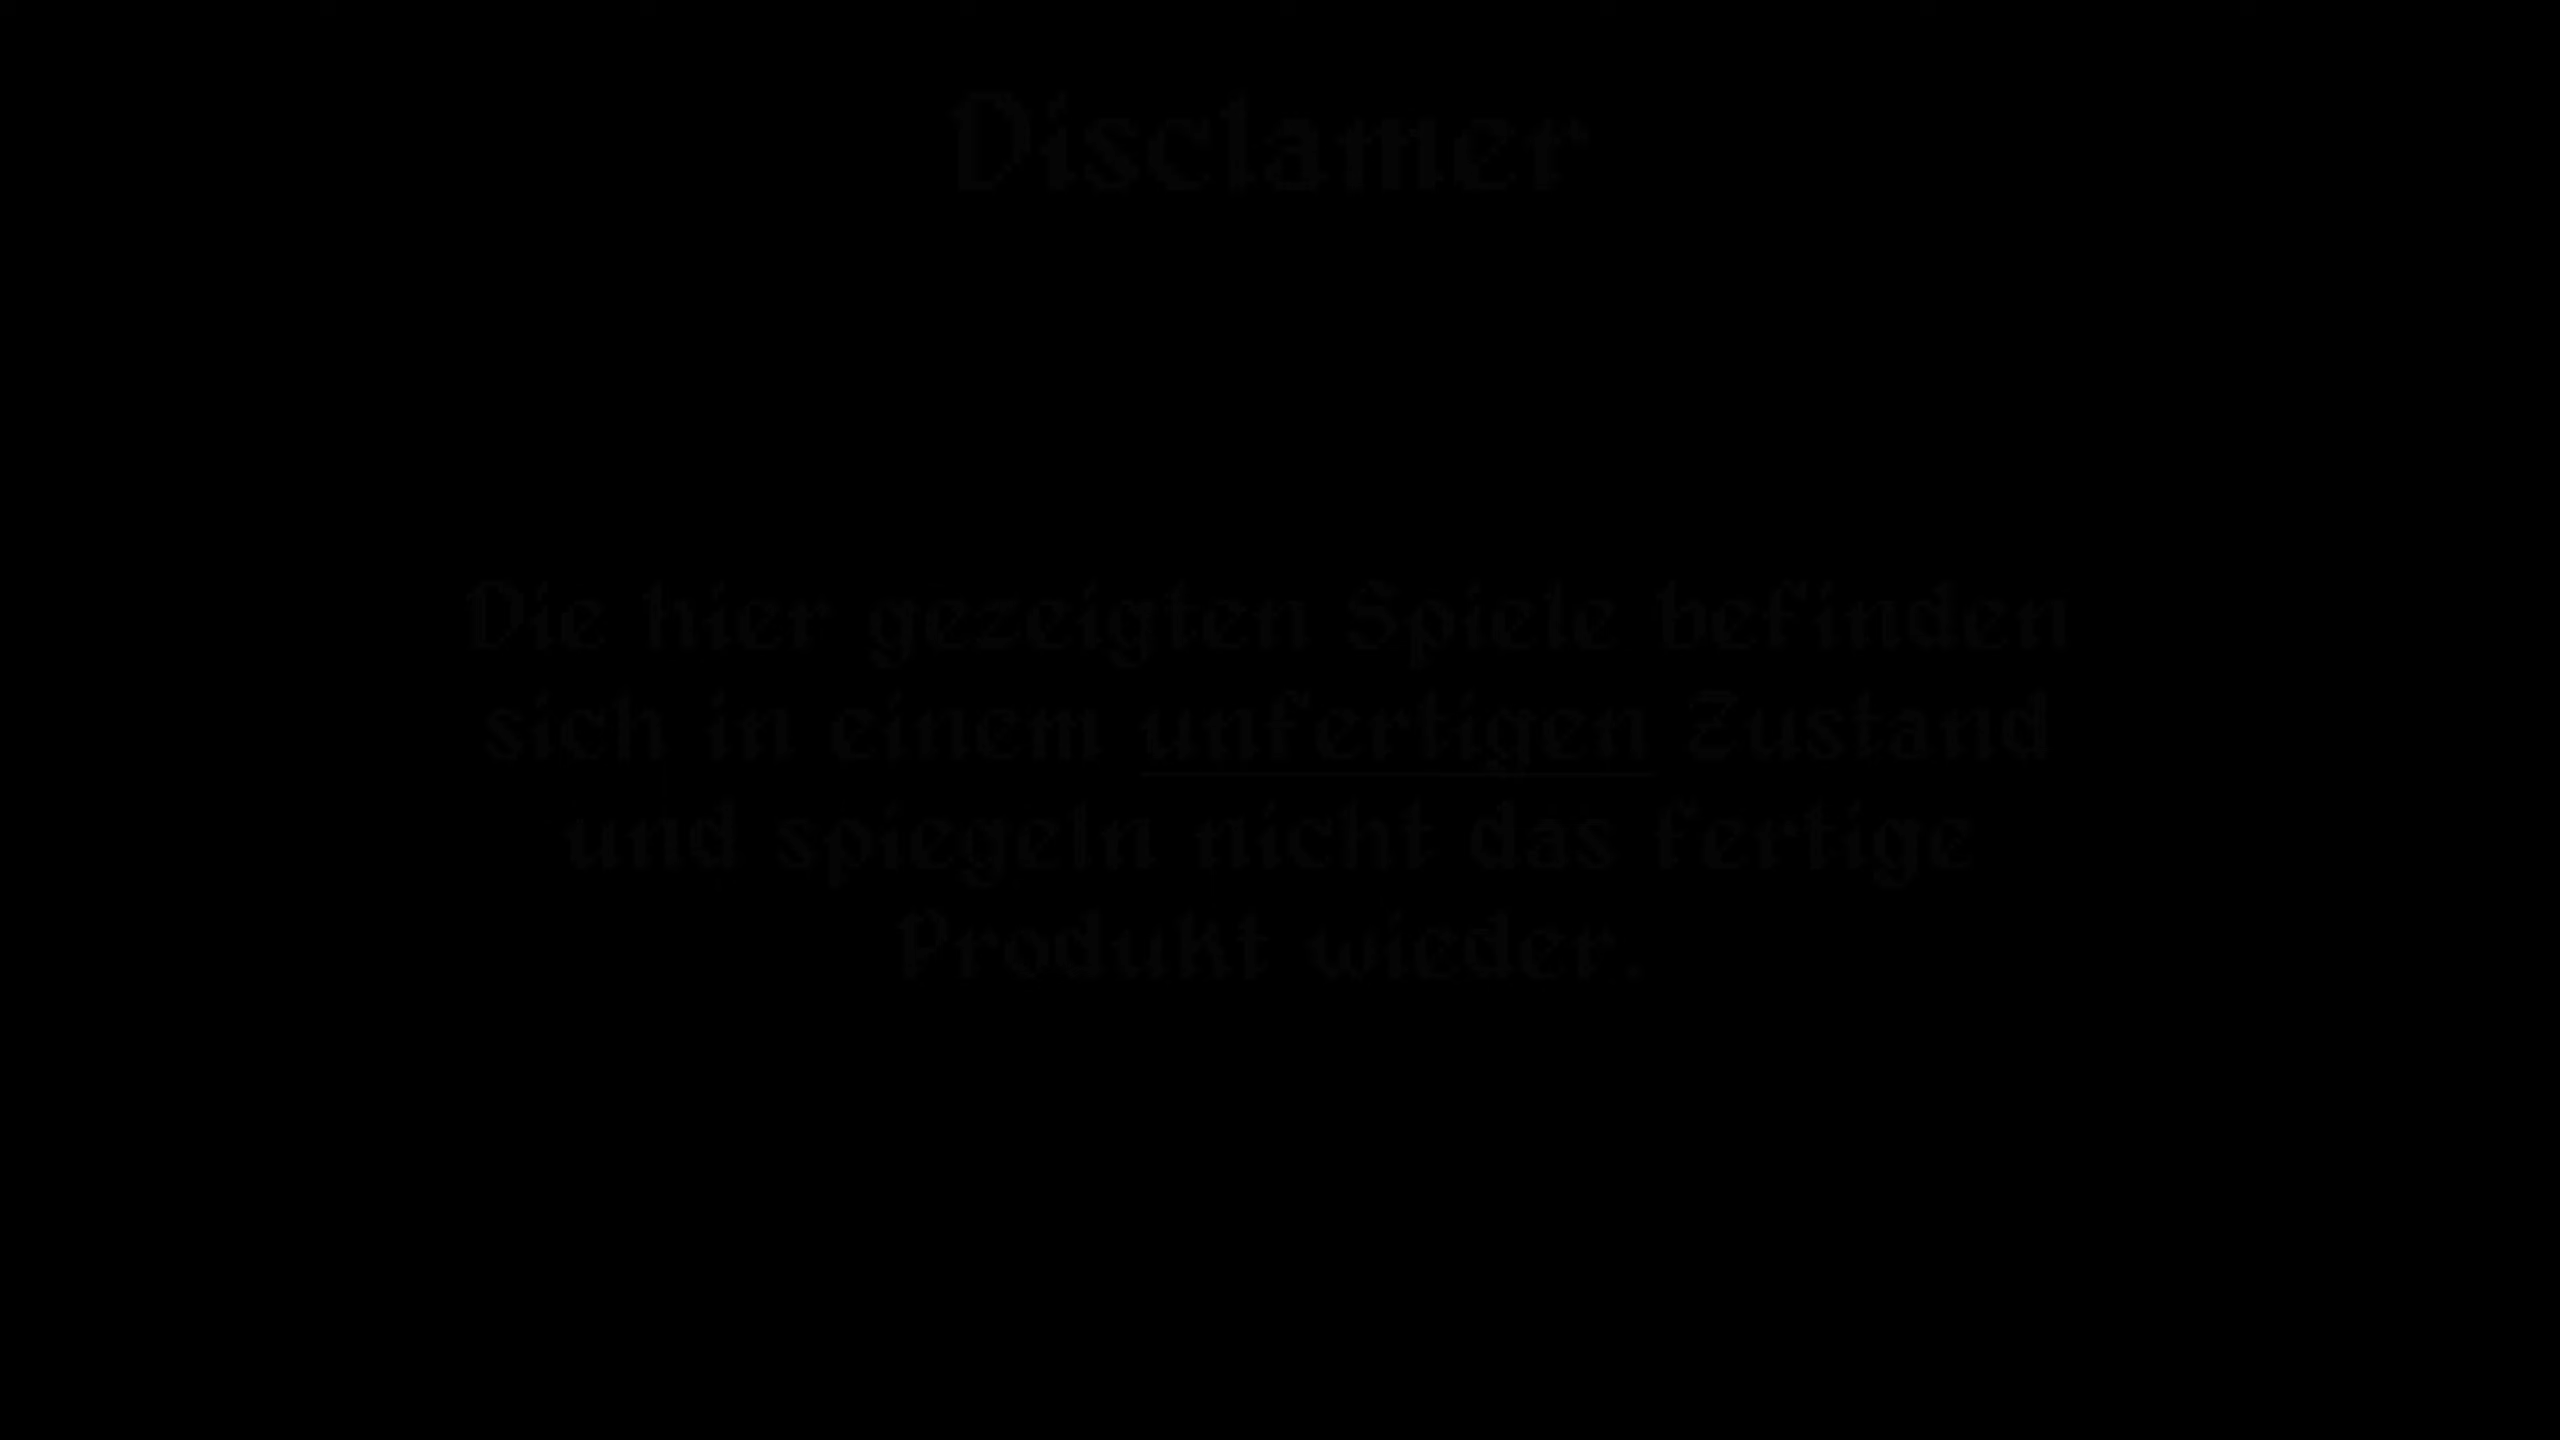 Disclamer
Die hier gezeigten Spiele befinden
sich in einem unfertigen Zustand
und spiegeln nicht das fertige
Produkt wieder.